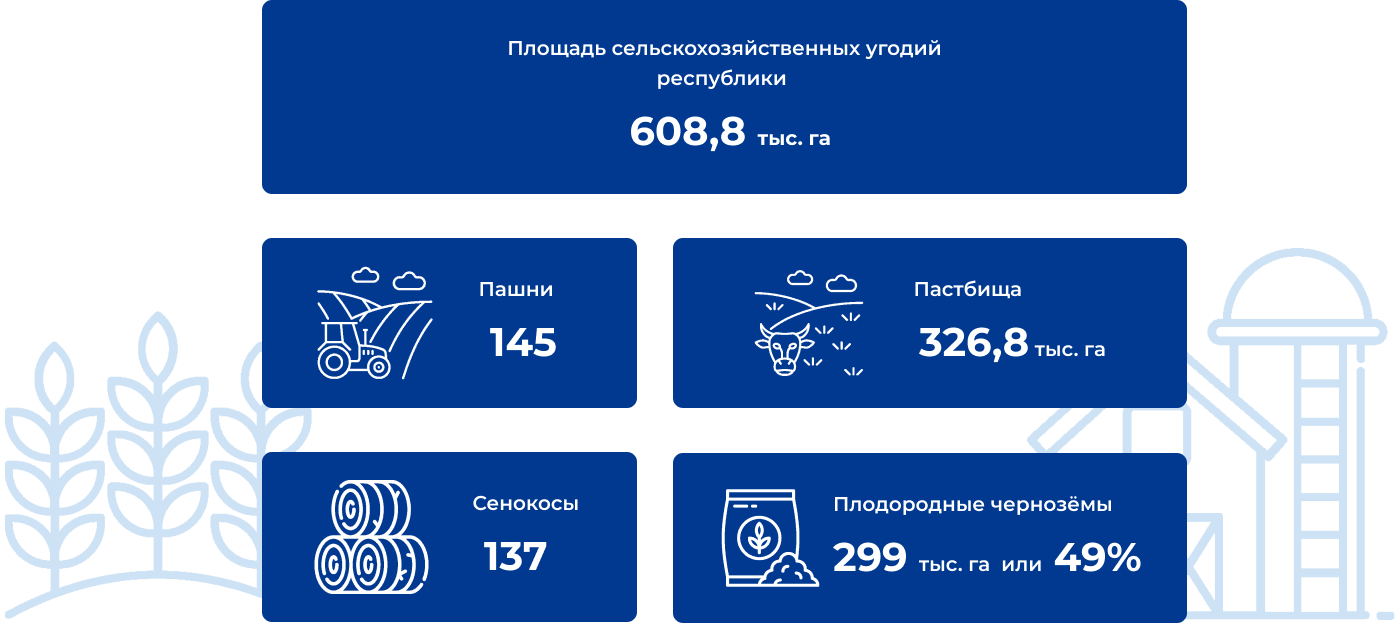 Площадь сельскохозяйственных угодий
республики
608,8 тыс. га
Пашни
145
Пастбища
326,8 тыс. га
Сенокосы
137
Плодородные чернозёмы
299 тыс. га или 49%